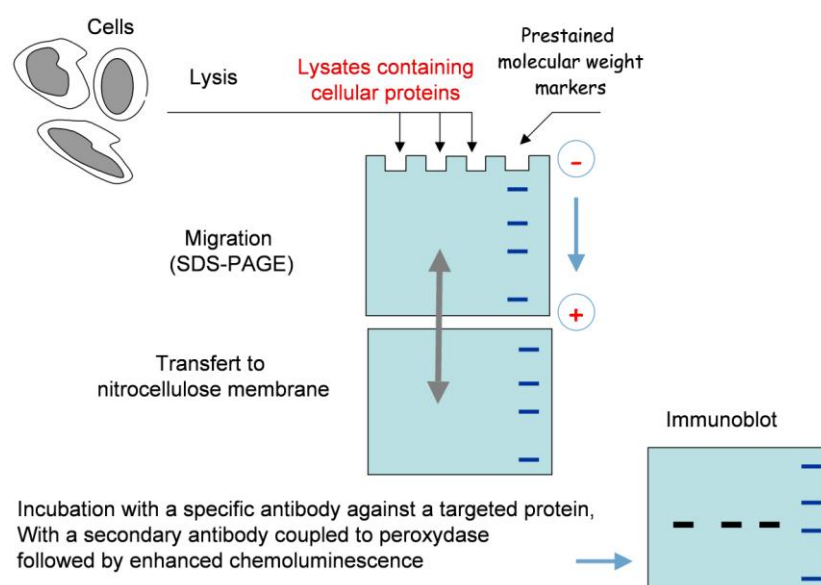 Cells
Lysis
Lysates containing
cellular proteins
Prestained
molecular weight
markers
-
Migration
(SDS-PAGE)
+
Transfert to
nitrocellulose membrane
Immunoblot
Incubation with a specific antibody against a targeted protein,
With a secondary antibody coupled to peroxydase
followed by enhanced chemoluminescence